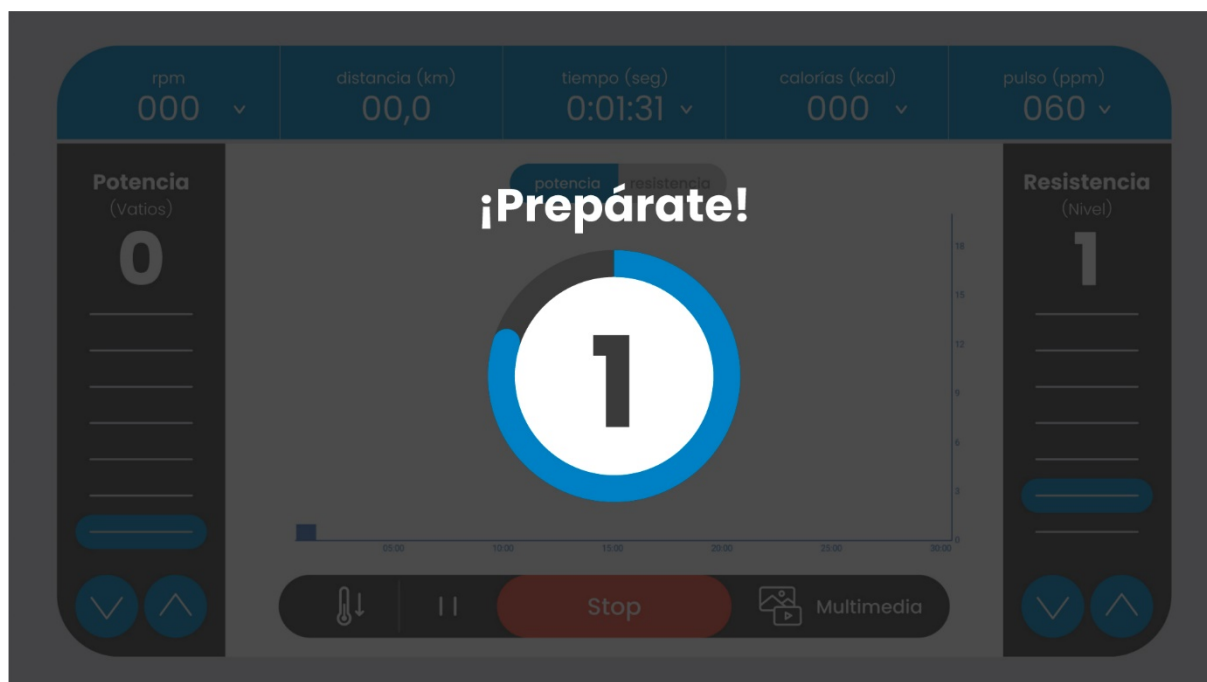 rpm
000
distancia (km)
00,0
tiempo (seg)
0:01:31
calorías (kcal)
000
pulso (ppm)
060
Potencia
(Vatios)
0
potencia resistencia
¡Prepárate!
1
Resistencia
(Nivel)
1
18
15
12
9
6
3
0
05:00 10:00 15:00 20:00 25:00 30:00
Stop
Multimedia